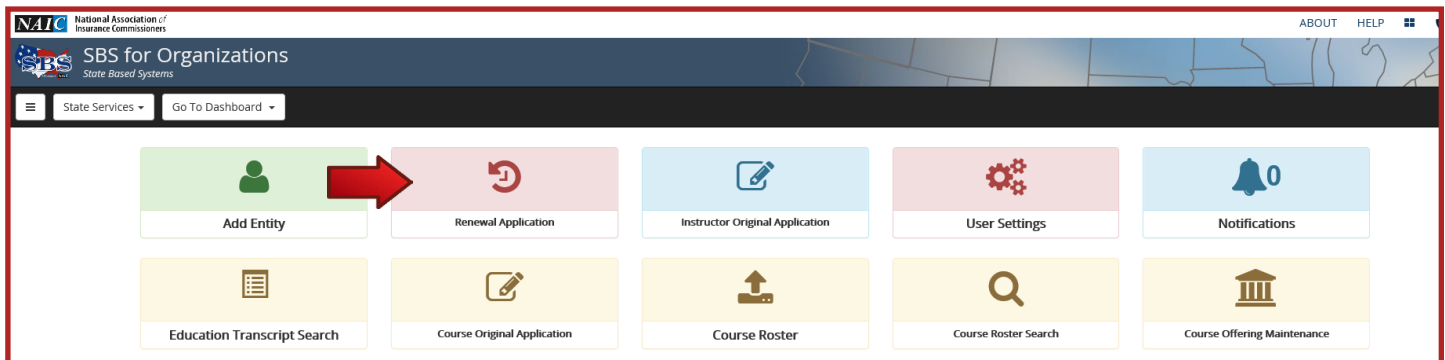 NAIC National Association of
Insurance Commissioners
ABOUT HELP
SBS SBS for Organizations
State Based Systems
State Services Go To Dashboard
0
Add Entity Renewal Application Instructor Original Application User Settings Notifications
Education Transcript Search Course Original Application Course Roster Course Roster Search Course Offering Maintenance